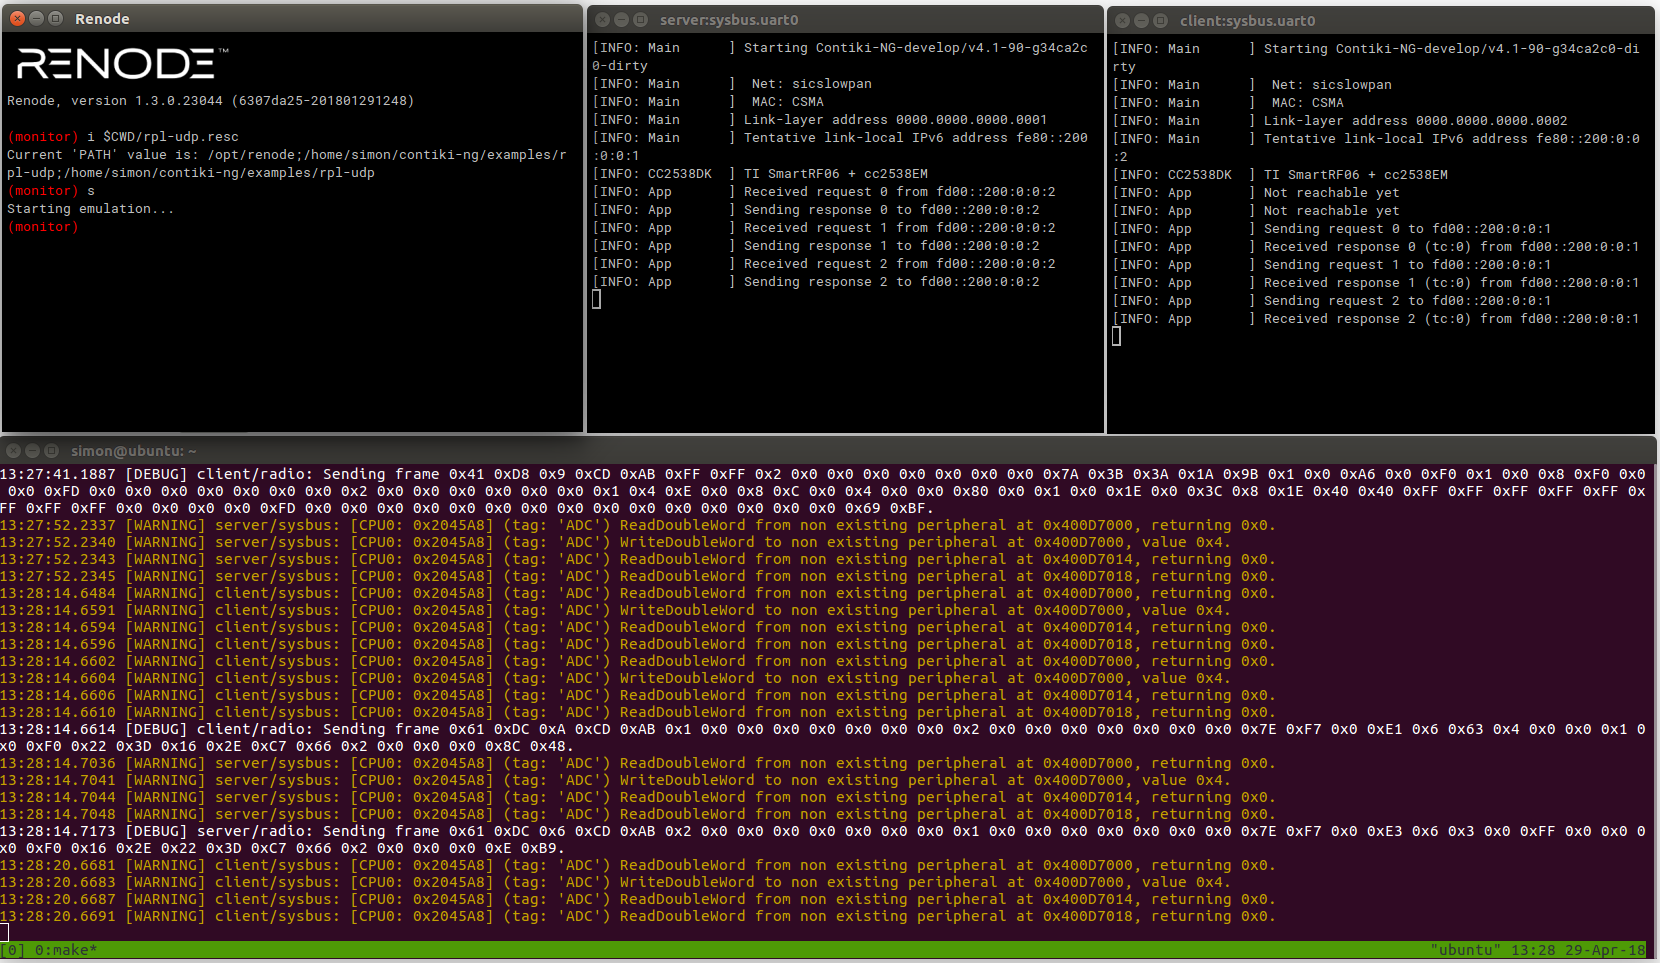 Renode
RENODE™
Renode, version 1.3.0.23044 (6307da25-201801291248)
(monitor) i $CWD/rpl-udp.resc
Current 'PATH' value is: /opt/renode;/home/simon/contiki-ng/examples/r
pl-udp;/home/simon/contiki-ng/examples/rpl-udp
(monitor) s
Starting emulation...
(monitor)
server:sysbus.uart0
[INFO: Main      ] Starting Contiki-NG-develop/v4.1-90-g34ca2c
0-dirty
[INFO: Main      ]  Net: sicslowpan
[INFO: Main      ]  MAC: CSMA
[INFO: Main      ] Link-layer address 0000.0000.0000.0001
[INFO: Main      ] Tentative link-local IPv6 address fe80::200
:0:0:1
[INFO: CC2538DK  ] TI SmartRF06 + cc2538EM
[INFO: App       ] Received request 0 from fd00::200:0:0:2
[INFO: App       ] Sending response 0 to fd00::200:0:0:2
[INFO: App       ] Received request 1 from fd00::200:0:0:2
[INFO: App       ] Sending response 1 to fd00::200:0:0:2
[INFO: App       ] Received request 2 from fd00::200:0:0:2
[INFO: App       ] Sending response 2 to fd00::200:0:0:2
client:sysbus.uart0
[INFO: Main      ] Starting Contiki-NG-develop/v4.1-90-g34ca2c0-di
rty
[INFO: Main      ]  Net: sicslowpan
[INFO: Main      ]  MAC: CSMA
[INFO: Main      ] Link-layer address 0000.0000.0000.0002
[INFO: Main      ] Tentative link-local IPv6 address fe80::200:0:0
:2
[INFO: CC2538DK  ] TI SmartRF06 + cc2538EM
[INFO: App       ] Not reachable yet
[INFO: App       ] Not reachable yet
[INFO: App       ] Sending request 0 to fd00::200:0:0:1
[INFO: App       ] Received response 0 (tc:0) from fd00::200:0:0:1
[INFO: App       ] Sending request 1 to fd00::200:0:0:1
[INFO: App       ] Received response 1 (tc:0) from fd00::200:0:0:1
[INFO: App       ] Sending request 2 to fd00::200:0:0:1
[INFO: App       ] Received response 2 (tc:0) from fd00::200:0:0:1
simon@ubuntu: ~
13:27:41.1887 [DEBUG] client/radio: Sending frame 0x41 0xD8 0x9 0xCD 0xAB 0xFF 0xFF 0x2 0x0 0x0 0x0 0x0 0x0 0x0 0x7A 0x3B 0x3A 0x1A 0x9B 0x1 0x0 0xA6 0x0 0xF0 0x1 0x0 0x8 0xF0 0x0
0x0 0xFD 0x0 0x0 0x0 0x0 0x0 0x0 0x2 0x0 0x0 0x0 0x0 0x0 0x1 0x4 0xE 0x0 0x8 0xC 0x0 0x4 0x0 0x0 0x80 0x0 0x1 0x0 0x1E 0x0 0x3C 0x8 0x1E 0x40 0x40 0xFF 0xFF 0xFF 0xFF 0xFF 0x
FF 0xFF 0xFF 0x0 0x0 0x0 0x0 0xFD 0x0 0x0 0x0 0x0 0x0 0x0 0x0 0x0 0x0 0x0 0x0 0x0 0x0 0x0 0x69 0xBF.
13:27:52.2337 [WARNING] server/sysbus: [CPU0: 0x2045A8] (tag: 'ADC') ReadDoubleWord from non existing peripheral at 0x400D7000, returning 0x0.
13:27:52.2340 [WARNING] server/sysbus: [CPU0: 0x2045A8] (tag: 'ADC') WriteDoubleWord to non existing peripheral at 0x400D7000, value 0x4.
13:27:52.2343 [WARNING] server/sysbus: [CPU0: 0x2045A8] (tag: 'ADC') ReadDoubleWord from non existing peripheral at 0x400D7014, returning 0x0.
13:27:52.2345 [WARNING] server/sysbus: [CPU0: 0x2045A8] (tag: 'ADC') ReadDoubleWord from non existing peripheral at 0x400D7018, returning 0x0.
13:28:14.6484 [WARNING] client/sysbus: [CPU0: 0x2045A8] (tag: 'ADC') ReadDoubleWord from non existing peripheral at 0x400D7000, returning 0x0.
13:28:14.6591 [WARNING] client/sysbus: [CPU0: 0x2045A8] (tag: 'ADC') WriteDoubleWord to non existing peripheral at 0x400D7000, value 0x4.
13:28:14.6594 [WARNING] client/sysbus: [CPU0: 0x2045A8] (tag: 'ADC') ReadDoubleWord from non existing peripheral at 0x400D7014, returning 0x0.
13:28:14.6596 [WARNING] client/sysbus: [CPU0: 0x2045A8] (tag: 'ADC') ReadDoubleWord from non existing peripheral at 0x400D7018, returning 0x0.
13:28:14.6602 [WARNING] client/sysbus: [CPU0: 0x2045A8] (tag: 'ADC') ReadDoubleWord from non existing peripheral at 0x400D7000, returning 0x0.
13:28:14.6604 [WARNING] client/sysbus: [CPU0: 0x2045A8] (tag: 'ADC') WriteDoubleWord to non existing peripheral at 0x400D7000, value 0x4.
13:28:14.6606 [WARNING] client/sysbus: [CPU0: 0x2045A8] (tag: 'ADC') ReadDoubleWord from non existing peripheral at 0x400D7014, returning 0x0.
13:28:14.6610 [WARNING] client/sysbus: [CPU0: 0x2045A8] (tag: 'ADC') ReadDoubleWord from non existing peripheral at 0x400D7018, returning 0x0.
13:28:14.6614 [DEBUG] client/radio: Sending frame 0x61 0xDC 0xA 0xCD 0xAB 0x1 0x0 0x0 0x0 0x0 0x0 0x0 0x0 0x2 0x0 0x0 0x0 0x0 0x0 0x0 0x0 0x7E 0xF7 0x0 0xE1 0x6 0x63 0x4 0x0 0x0 0x1 0
x0 0xF0 0x22 0x3D 0x16 0x2E 0xC7 0x66 0x2 0x0 0x0 0x0 0x8C 0x48.
13:28:14.7036 [WARNING] server/sysbus: [CPU0: 0x2045A8] (tag: 'ADC') ReadDoubleWord from non existing peripheral at 0x400D7000, returning 0x0.
13:28:14.7041 [WARNING] server/sysbus: [CPU0: 0x2045A8] (tag: 'ADC') WriteDoubleWord to non existing peripheral at 0x400D7000, value 0x4.
13:28:14.7044 [WARNING] server/sysbus: [CPU0: 0x2045A8] (tag: 'ADC') ReadDoubleWord from non existing peripheral at 0x400D7014, returning 0x0.
13:28:14.7048 [WARNING] server/sysbus: [CPU0: 0x2045A8] (tag: 'ADC') ReadDoubleWord from non existing peripheral at 0x400D7018, returning 0x0.
13:28:14.7173 [DEBUG] server/radio: Sending frame 0x61 0xDC 0x6 0xCD 0xAB 0x2 0x0 0x0 0x0 0x0 0x0 0x0 0x0 0x1 0x0 0x0 0x0 0x0 0x0 0x0 0x0 0x7E 0xF7 0x0 0xE3 0x6 0x3 0x0 0xFF 0x0 0x0 0
x0 0xF0 0x16 0x2E 0x22 0x3D 0xC7 0x66 0x2 0x0 0x0 0x0 0xE 0xB9.
13:28:20.6681 [WARNING] client/sysbus: [CPU0: 0x2045A8] (tag: 'ADC') ReadDoubleWord from non existing peripheral at 0x400D7000, returning 0x0.
13:28:20.6683 [WARNING] client/sysbus: [CPU0: 0x2045A8] (tag: 'ADC') WriteDoubleWord to non existing peripheral at 0x400D7000, value 0x4.
13:28:20.6687 [WARNING] client/sysbus: [CPU0: 0x2045A8] (tag: 'ADC') ReadDoubleWord from non existing peripheral at 0x400D7014, returning 0x0.
13:28:20.6691 [WARNING] client/sysbus: [CPU0: 0x2045A8] (tag: 'ADC') ReadDoubleWord from non existing peripheral at 0x400D7018, returning 0x0.
[0] 0:make* "ubuntu" 13:28 29-Apr-18